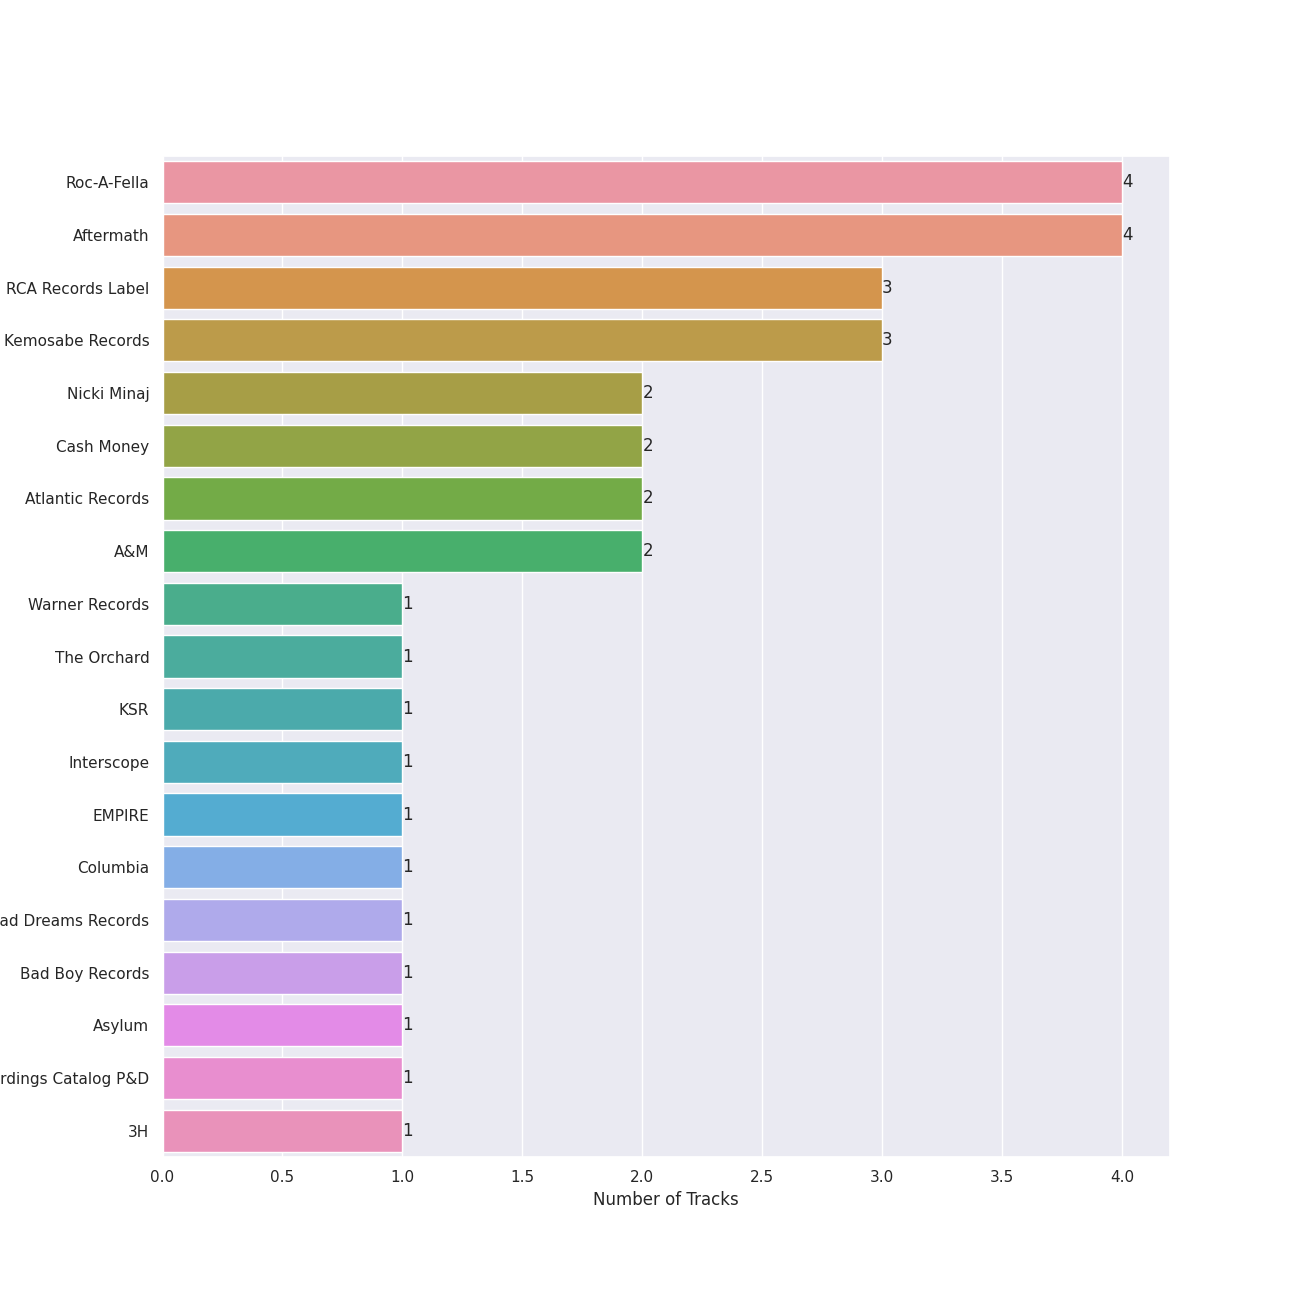 Roc-A-Fella 4
Aftermath 4
RCA Records Label 3
Kemosabe Records 3
Nicki Minaj 2
Cash Money 2
Atlantic Records 2
A&M 2
Warner Records 1
The Orchard 1
KSR 1
Interscope 1
EMPIRE 1
Columbia 1
Dreams Records 1
Bad Boy Records 1
Asylum 1
Catalog P&D 1
3H 1
0.0 0.5 1.0 1.5 2.0 2.5 3.0 3.5 4.0
Number of Tracks